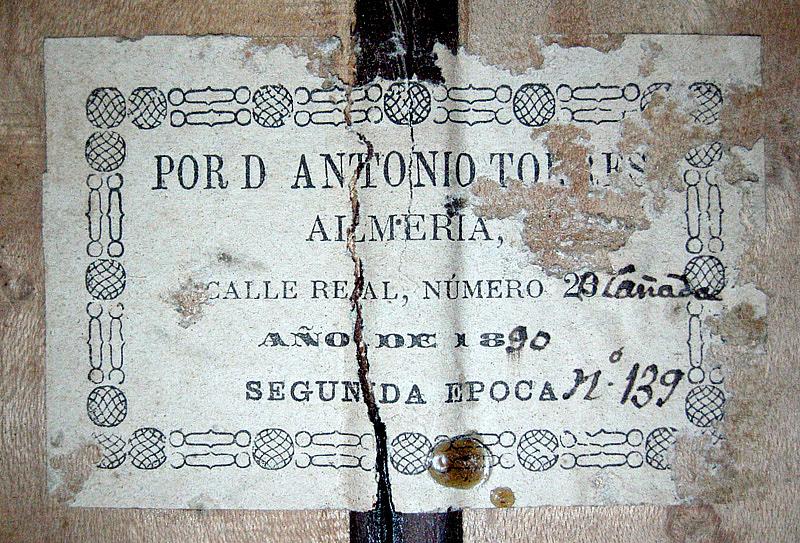 POR D ANTONIO TORRES
ALMERIA,
CALLE REAL, NÚMERO 20 Cañada
AÑO DE 1890
SEGUNDA EPOCA Nº. 139